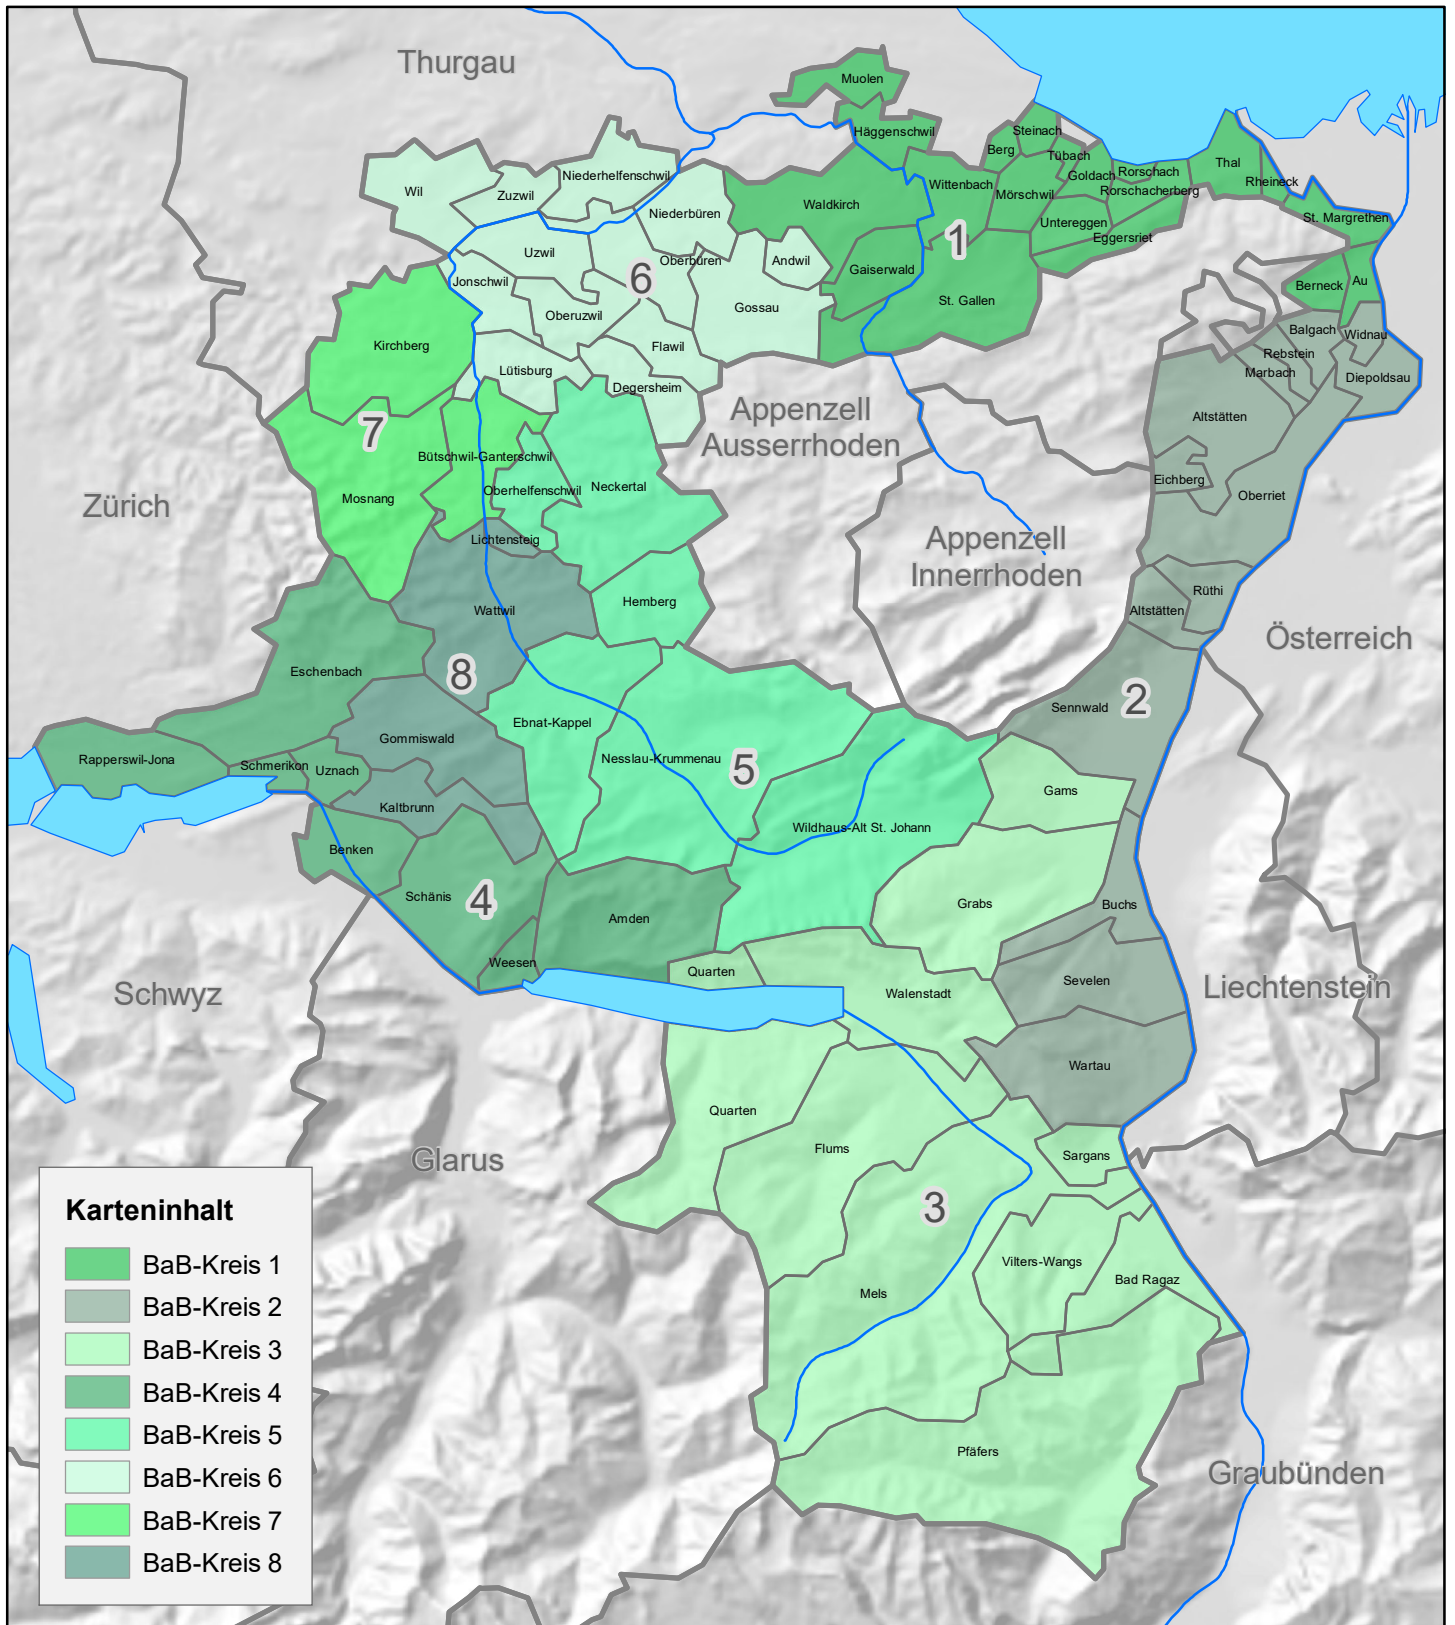 Thurgau
Muolen
Häggenschwil
Steinach
Berg
Tübach
Goldach
Rorschach
Rorschacherberg
Thal
Rheineck
St. Margrethen
Wittenbach
Mörschwil
Untereggen
Eggersriet
Waldkirch
1
Gaiserwald
St. Gallen
Berneck
Au
Wil
Zuzwil
Niederhelfenschwil
Niederbüren
Uzwil
Oberbüren
Andwil
6
Jonschwil
Oberuzwil
Gossau
Flawil
Lütisburg
Degersheim
Balgach
Widnau
Rebstein
Marbach
Diepoldsau
Altstätten
Eichberg
Oberriet
Kirchberg
7
Bütschwil-Ganterschwil
Mosnang
Oberhelfenschwil
Neckertal
Lichtensteig
Hemberg
Wattwil
Appenzell
Ausserrhoden
Appenzell
Innerrhoden
Zürich
Rüthi
Altstätten
Österreich
Eschenbach
8
2
Sennwald
Ebnat-Kappel
Gommiswald
Nesslau-Krummenau
5
Rapperswil-Jona
Schmerikon
Uznach
Kaltbrunn
Gams
Wildhaus-Alt St. Johann
Benken
Schänis
4
Amden
Grabs
Buchs
Weesen
Quarten
Walenstadt
Sevelen
Schwyz
Liechtenstein
Wartau
Quarten
Flums
Sargans
Glarus
3
Vilters-Wangs
Bad Ragaz
Mels
Pfäfers
Graubünden
Karteninhalt
BaB-Kreis 1
BaB-Kreis 2
BaB-Kreis 3
BaB-Kreis 4
BaB-Kreis 5
BaB-Kreis 6
BaB-Kreis 7
BaB-Kreis 8